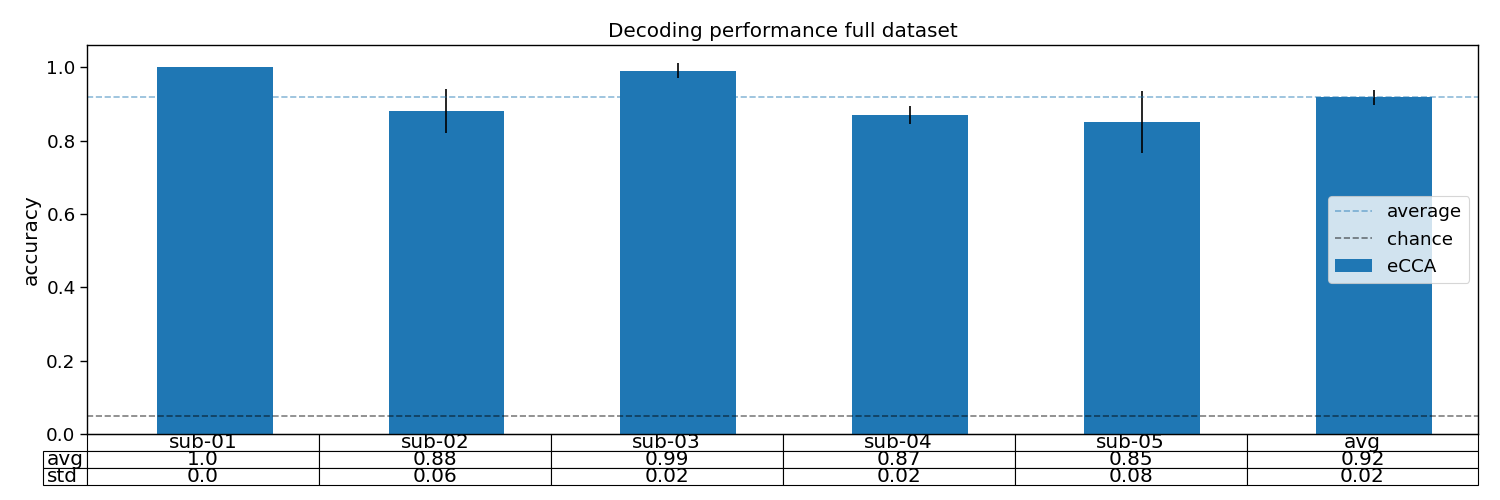 Decoding performance full dataset
accuracy
1.0
0.8
0.6
0.4
0.2
0.0
average
chance
eCCA
sub-01 sub-02 sub-03 sub-04 sub-05 avg
avg 1.0 0.88 0.99 0.87 0.85 0.92
std 0.0 0.06 0.02 0.02 0.08 0.02